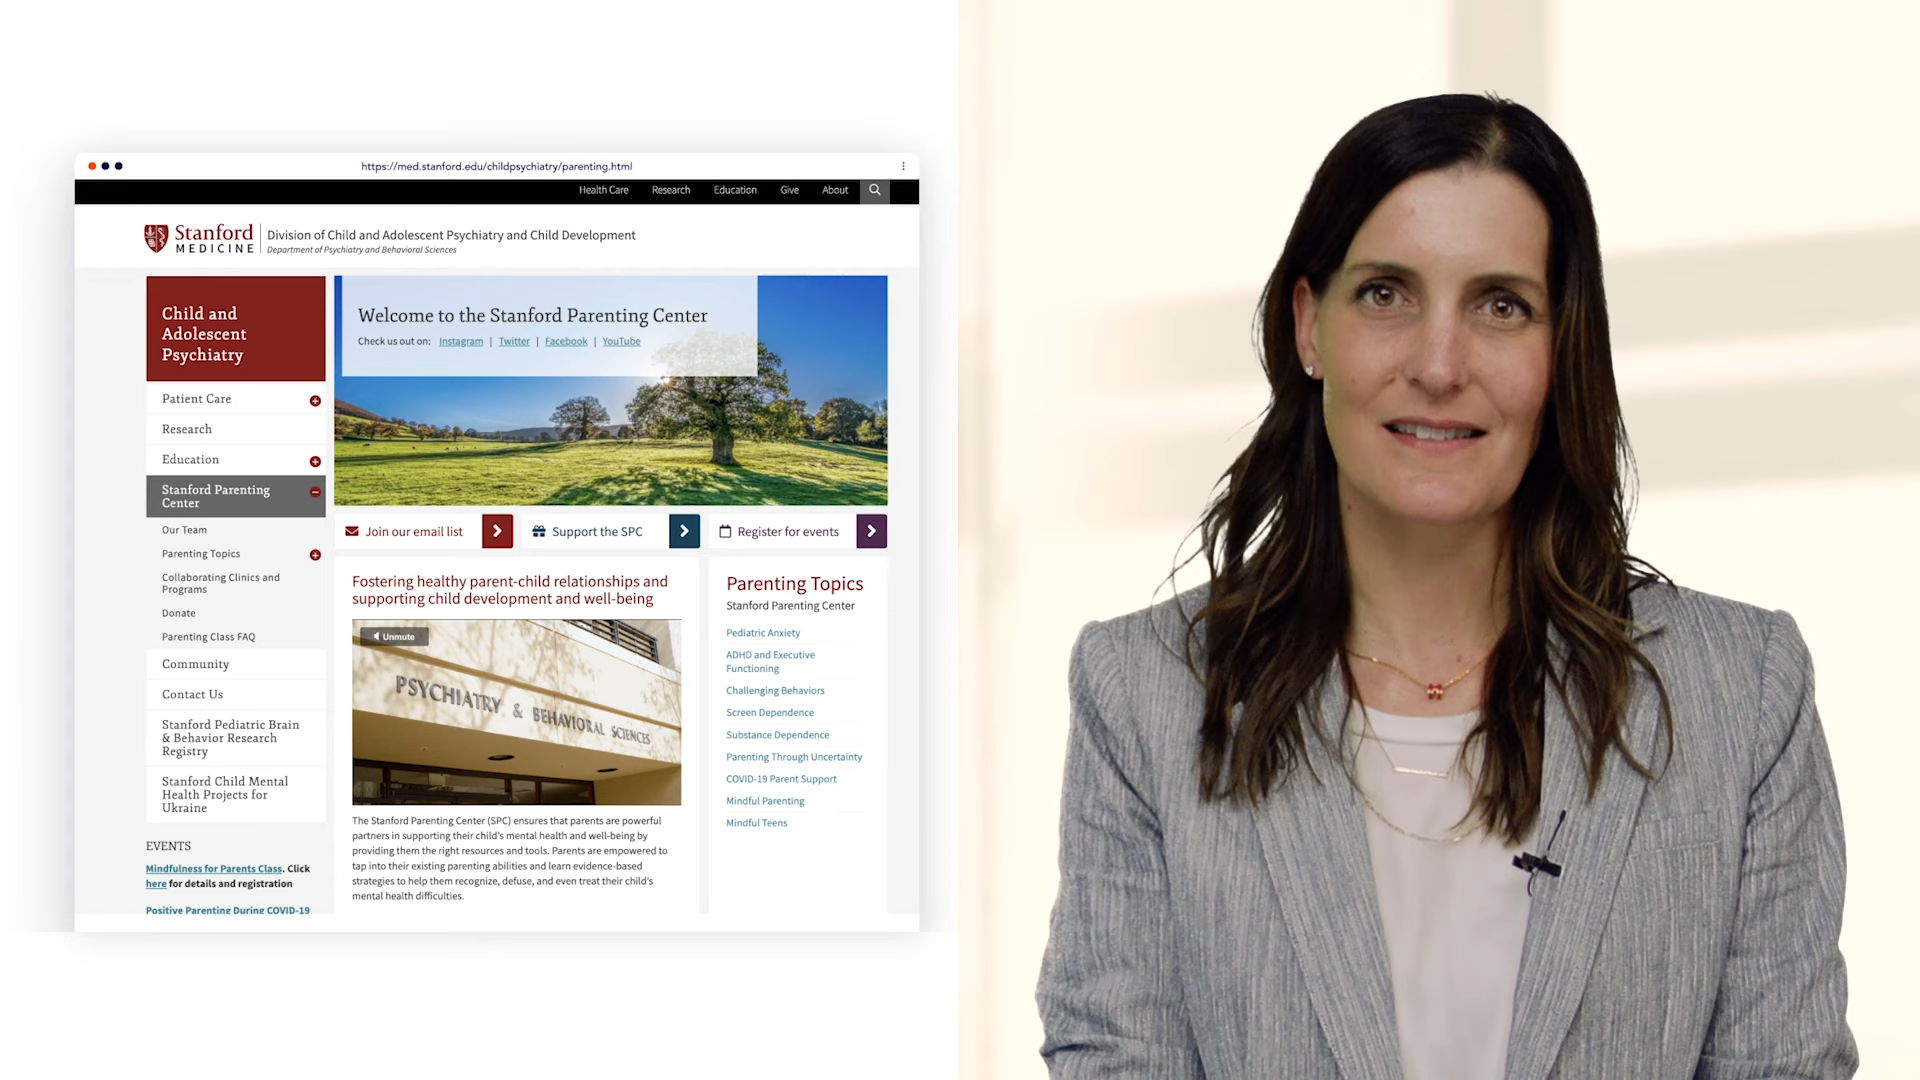 https://med.stanford.edu/childpsychiatry/parenting.html
Health Care Research Education Give About
Stanford
MEDICINE
Division of Child and Adolescent Psychiatry and Child Development
Department of Psychiatry and Behavioral Sciences
Child and
Adolescent
Psychiatry
Patient Care
Research
Education
Stanford Parenting
Center
Our Team
Parenting Topics
Collaborating Clinics and
Programs
Donate
Parenting Class FAQ
Community
Contact Us
Stanford Pediatric Brain
& Behavior Research
Registry
Stanford Child Mental
Health Projects for
Ukraine
EVENTS
Mindfulness for Parents Class. Click
here for details and registration
Positive Parenting During COVID-19
Welcome to the Stanford Parenting Center
Check us out on: Instagram | Twitter | Facebook | YouTube
Join our email list
Support the SPC
Register for events
Fostering healthy parent-child relationships and
supporting child development and well-being
Unmute
PSYCHIATRY & BEHAVIORAL SCIENCES
The Stanford Parenting Center (SPC) ensures that parents are powerful
partners in supporting their child's mental health and well-being by
providing them the right resources and tools. Parents are empowered to
tap into their existing parenting abilities and learn evidence-based
strategies to help them recognize, defuse, and even treat their child's
mental health difficulties.
Parenting Topics
Stanford Parenting Center
Pediatric Anxiety
ADHD and Executive
Functioning
Challenging Behaviors
Screen Dependence
Substance Dependence
Parenting Through Uncertainty
COVID-19 Parent Support
Mindful Parenting
Mindful Teens